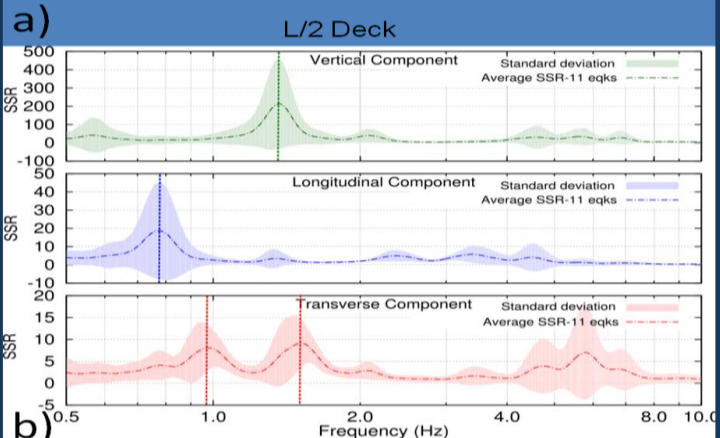 a)
L/2 Deck
Vertical Component
Standard deviation
Average SSR-11 eqks
SSR
500
400
300
200
100
0
-100
Longitudinal Component
Standard deviation
Average SSR-11 eqks
SSR
50
40
30
20
10
0
-10
Transverse Component
Standard deviation
Average SSR-11 eqks
SSR
20
15
10
5
0
-5
0.5 1.0 2.0 4.0 8.0 10.0
Frequency (Hz)
b)